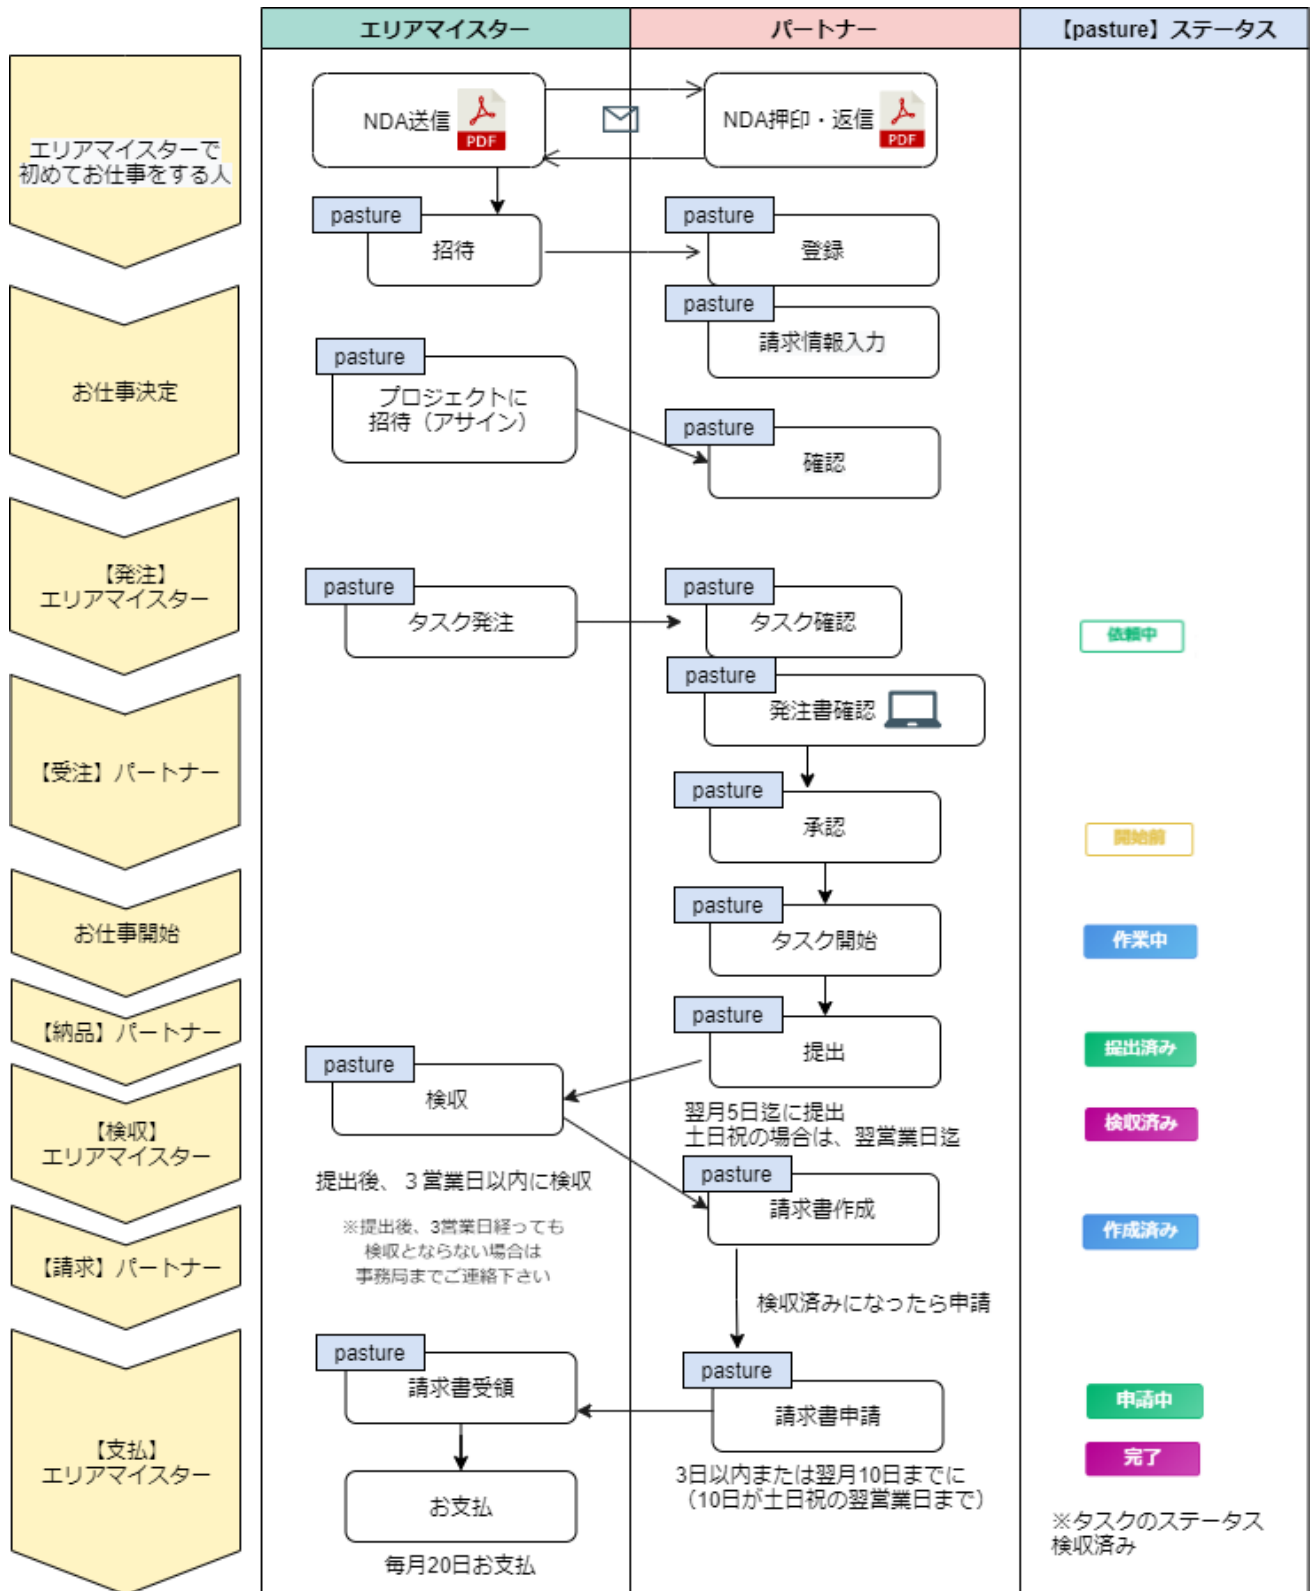 エリアマイスター
パートナー
【pasture】ステータス
エリアマイスターで
初めてお仕事をする人
NDA送信
PDF
NDA押印・返信
PDF
pasture
招待
pasture
登録
pasture
請求情報入力
お仕事決定
pasture
プロジェクトに
招待（アサイン）
pasture
確認
【発注】
エリアマイスター
pasture
タスク発注
pasture
タスク確認
依頼中
pasture
発注書確認
【受注】パートナー
pasture
承認
開始前
お仕事開始
pasture
タスク開始
作業中
【納品】パートナー
pasture
提出
提出済み
翌月5日迄に提出
土日祝の場合は、翌営業日迄
【検収】
エリアマイスター
pasture
検収
検収済み
提出後、３営業日以内に検収
※提出後、3営業日経っても
検収とならない場合は
事務局までご連絡下さい
【請求】パートナー
pasture
請求書作成
作成済み
検収済みになったら申請
【支払】
エリアマイスター
pasture
請求書受領
pasture
請求書申請
申請中
完了
3日以内または翌月10日までに
（10日が土日祝の翌営業日まで）
お支払
毎月20日お支払
※タスクのステータス
検収済み